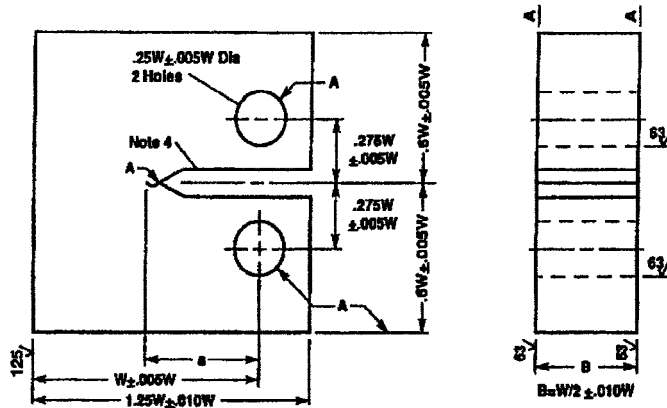 .25W±.005W Dia
2 Holes
A
Note 4
A
.275W
±.005W
.275W
±.005W
.6W±.005W
.6W±.005W
A
125
a
W±.005W
1.25W±.010W
A
A
63
63
63
63
B
B=W/2 ±.010W